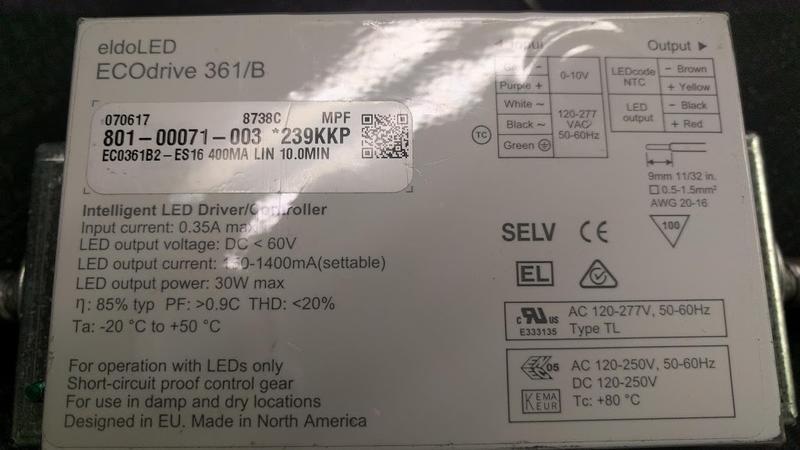 eldoLED
ECOdrive 361/B
070617 8738C MPF
801-00071-003 *239KKP
EC0361B2-ES16 400MA LIN 10.0MIN
Intelligent LED Driver/Controller
Input current: 0.35A max
LED output voltage: DC < 60V
LED output current: 150-1400mA(settable)
LED output power: 30W max
η: 85% typ PF: >0.9C THD: <20%
Ta: -20 °C to +50 °C
For operation with LEDs only
Short-circuit proof control gear
For use in damp and dry locations
Designed in EU. Made in North America
◄ Input
Purple +
0-10V
White ~
Black ~
Green
120-277
VAC
50-60Hz
TC
Output ►
LEDcode
NTC
- Brown
+ Yellow
LED
output
- Black
+ Red
9mm 11/32 in.
0.5-1.5mm²
AWG 20-16
SELV CE
100
EL
c RU us
E333135
AC 120-277V, 50-60Hz
Type TL
05
KEMA
KEUR
AC 120-250V, 50-60Hz
DC 120-250V
Tc: +80 °C